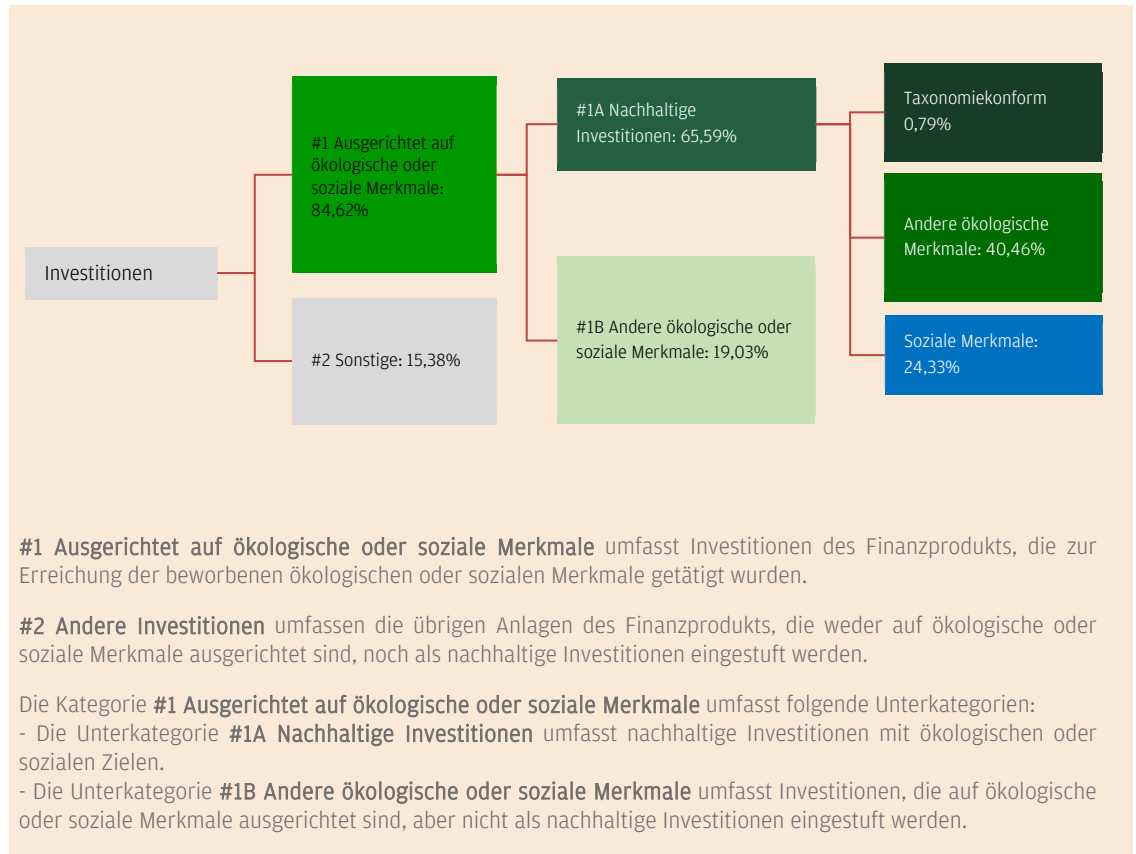 Investitionen
#1 Ausgerichtet auf
ökologische oder
soziale Merkmale:
84,62%
#2 Sonstige: 15,38%
#1A Nachhaltige
Investitionen: 65,59%
#1B Andere ökologische oder
soziale Merkmale: 19,03%
Taxonomiekonform
0,79%
Andere ökologische
Merkmale: 40,46%
Soziale Merkmale:
24,33%
#1 Ausgerichtet auf ökologische oder soziale Merkmale umfasst Investitionen des Finanzprodukts, die zur
Erreichung der beworbenen ökologischen oder sozialen Merkmale getätigt wurden.
#2 Andere Investitionen umfassen die übrigen Anlagen des Finanzprodukts, die weder auf ökologische oder
soziale Merkmale ausgerichtet sind, noch als nachhaltige Investitionen eingestuft werden.
Die Kategorie #1 Ausgerichtet auf ökologische oder soziale Merkmale umfasst folgende Unterkategorien:
- Die Unterkategorie #1A Nachhaltige Investitionen umfasst nachhaltige Investitionen mit ökologischen oder
sozialen Zielen.
- Die Unterkategorie #1B Andere ökologische oder soziale Merkmale umfasst Investitionen, die auf ökologische
oder soziale Merkmale ausgerichtet sind, aber nicht als nachhaltige Investitionen eingestuft werden.